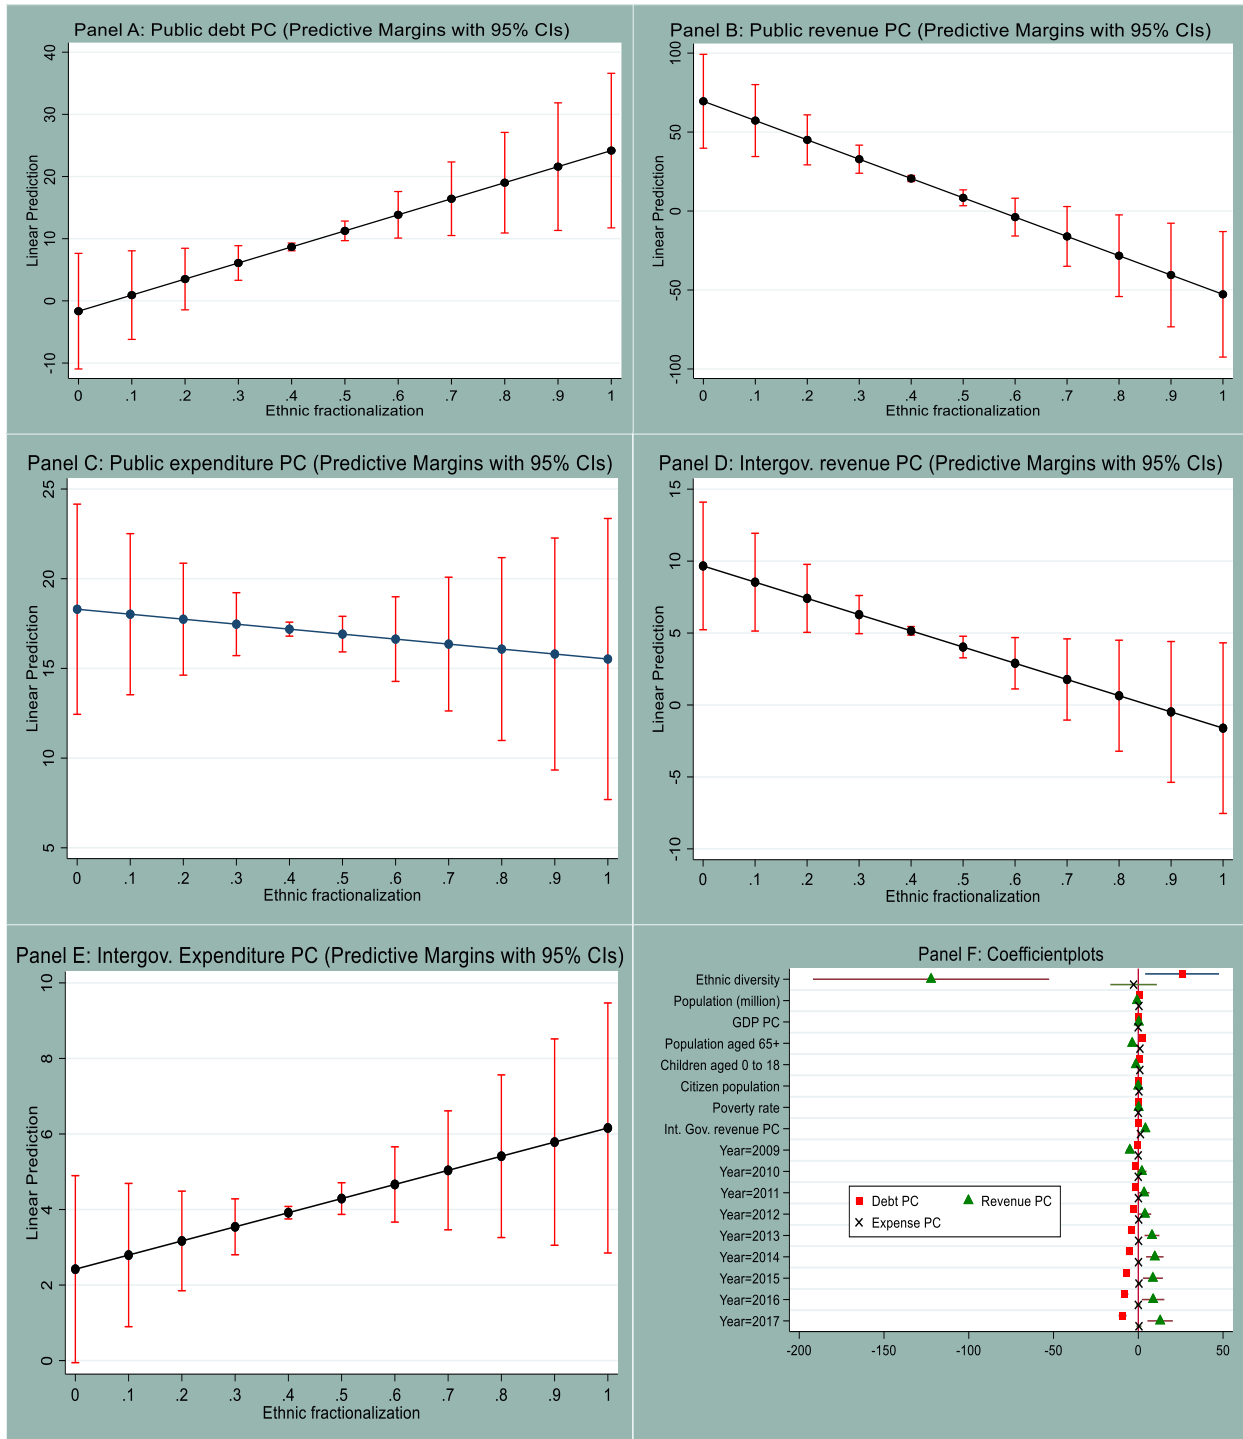 Panel A: Public debt PC (Predictive Margins with 95% CIs)
40
30
20
10
0
-10
Linear Prediction
0 .1 .2 .3 .4 .5 .6 .7 .8 .9 1
Ethnic fractionalization
Panel B: Public revenue PC (Predictive Margins with 95% CIs)
100
50
0
-50
-100
Linear Prediction
0 .1 .2 .3 .4 .5 .6 .7 .8 .9 1
Ethnic fractionalization
Panel C: Public expenditure PC (Predictive Margins with 95% CIs)
25
20
15
10
5
Linear Prediction
0 .1 .2 .3 .4 .5 .6 .7 .8 .9 1
Ethnic fractionalization
Panel D: Intergov. revenue PC (Predictive Margins with 95% CIs)
15
10
5
0
-5
-10
Linear Prediction
0 .1 .2 .3 .4 .5 .6 .7 .8 .9 1
Ethnic fractionalization
Panel E: Intergov. Expenditure PC (Predictive Margins with 95% CIs)
10
8
6
4
2
0
Linear Prediction
0 .1 .2 .3 .4 .5 .6 .7 .8 .9 1
Ethnic fractionalization
Panel F: Coefficientplots
Ethnic diversity
Population (million)
GDP PC
Population aged 65+
Children aged 0 to 18
Citizen population
Poverty rate
Int. Gov. revenue PC
Year=2009
Year=2010
Year=2011
Year=2012
Year=2013
Year=2014
Year=2015
Year=2016
Year=2017
Debt PC Revenue PC
Expense PC
-200 -150 -100 -50 0 50